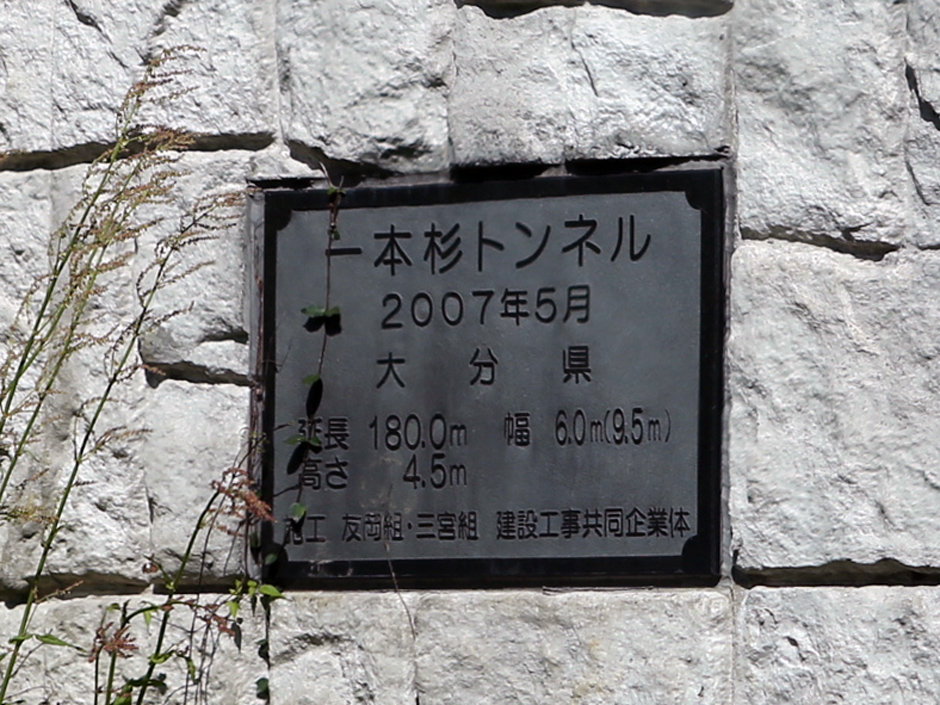 一本杉トンネル
2007年5月
大分県
延長 180.0m 幅 6.0m(9.5m)
高さ 4.5m
施工 友岡組・三宮組 建設工事共同企業体